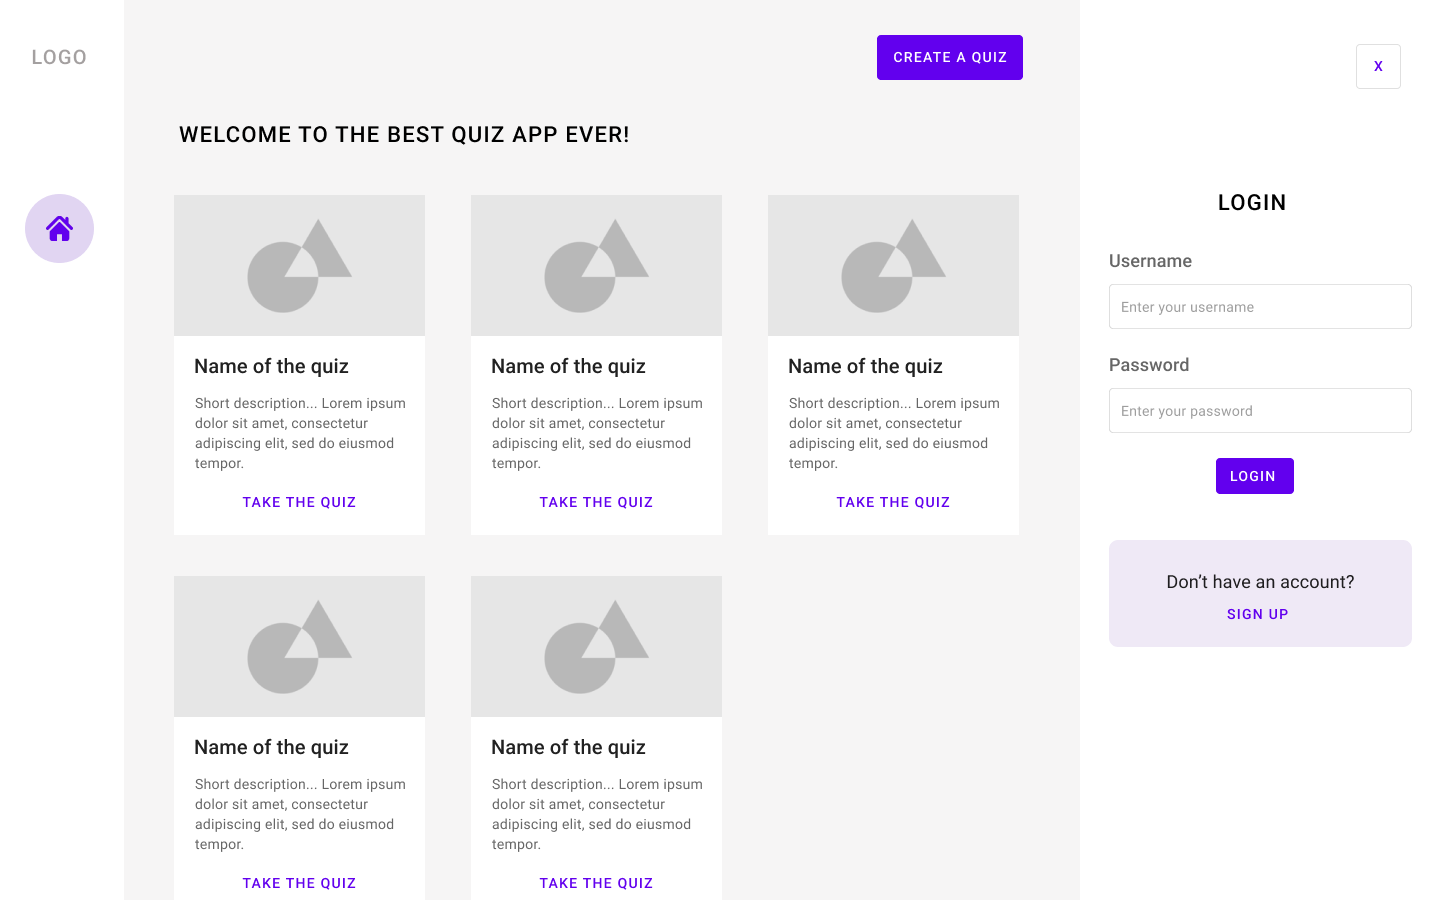 LOGO
CREATE A QUIZ
X
WELCOME TO THE BEST QUIZ APP EVER!
Name of the quiz
Short description... Lorem ipsum
dolor sit amet, consectetur
adipiscing elit, sed do eiusmod
tempor.
TAKE THE QUIZ
Name of the quiz
Short description... Lorem ipsum
dolor sit amet, consectetur
adipiscing elit, sed do eiusmod
tempor.
TAKE THE QUIZ
Name of the quiz
Short description... Lorem ipsum
dolor sit amet, consectetur
adipiscing elit, sed do eiusmod
tempor.
TAKE THE QUIZ
Name of the quiz
Short description... Lorem ipsum
dolor sit amet, consectetur
adipiscing elit, sed do eiusmod
tempor.
TAKE THE QUIZ
Name of the quiz
Short description... Lorem ipsum
dolor sit amet, consectetur
adipiscing elit, sed do eiusmod
tempor.
TAKE THE QUIZ
LOGIN
Username
Enter your username
Password
Enter your password
LOGIN
Don’t have an account?
SIGN UP